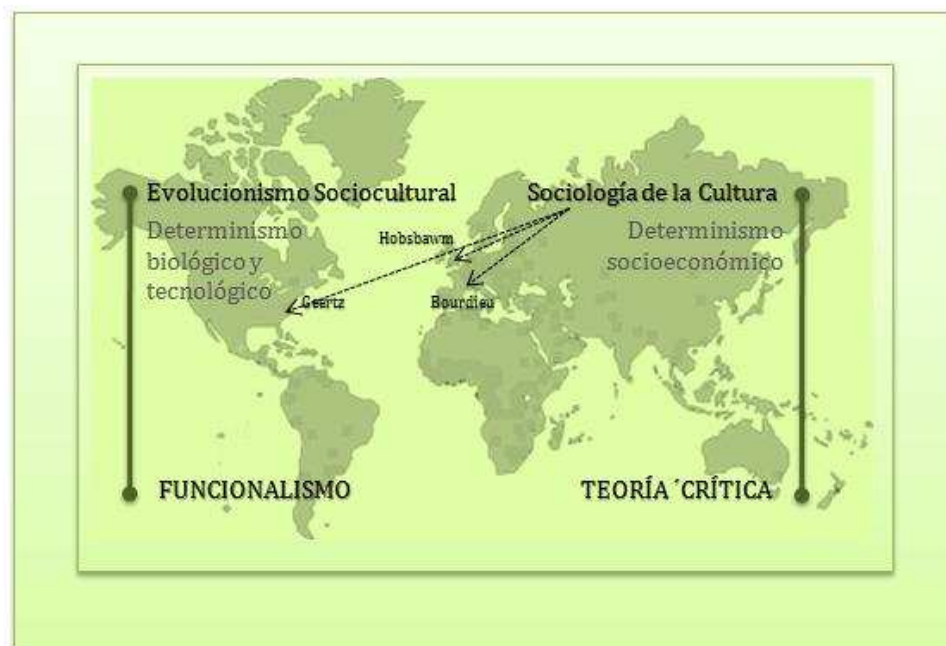 Evolucionismo Sociocultural
Determinismo
biológico y
tecnológico
Sociología de la Cultura
Determinismo
socioeconómico
Hobsbawm
Geertz
Bourdieu
FUNCIONALISMO
TEORÍA ´CRÍTICA